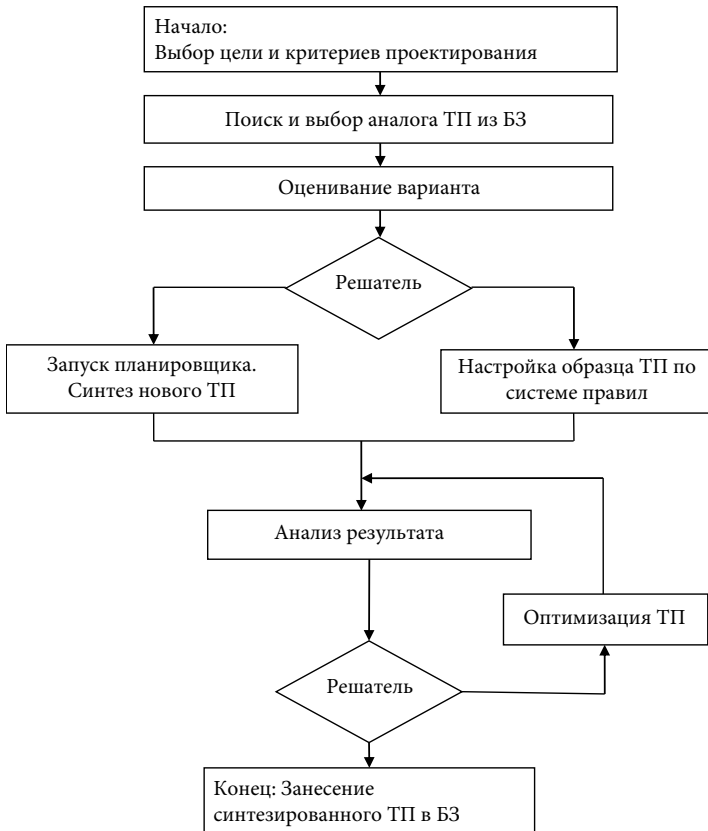 Начало:
Выбор цели и критериев проектирования
Поиск и выбор аналога ТП из БЗ
Оценивание варианта
Решатель
Запуск планировщика.
Синтез нового ТП
Настройка образца ТП по
системе правил
Анализ результата
Оптимизация ТП
Решатель
Конец: Занесение
синтезированного ТП в БЗ